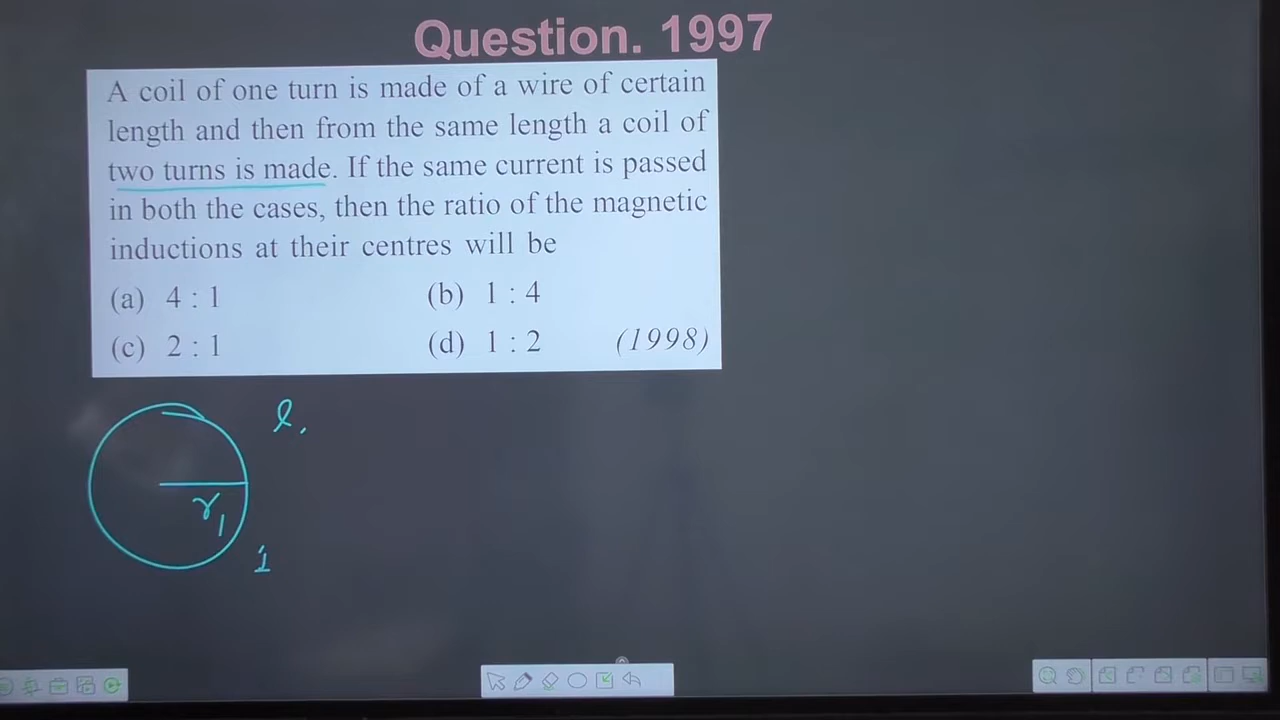 Question. 1997
A coil of one turn is made of a wire of certain
length and then from the same length a coil of
two turns is made. If the same current is passed
in both the cases, then the ratio of the magnetic
inductions at their centres will be
(a) 4 : 1 (b) 1 : 4
(c) 2 : 1 (d) 1 : 2 (1998)
l.
r1
i